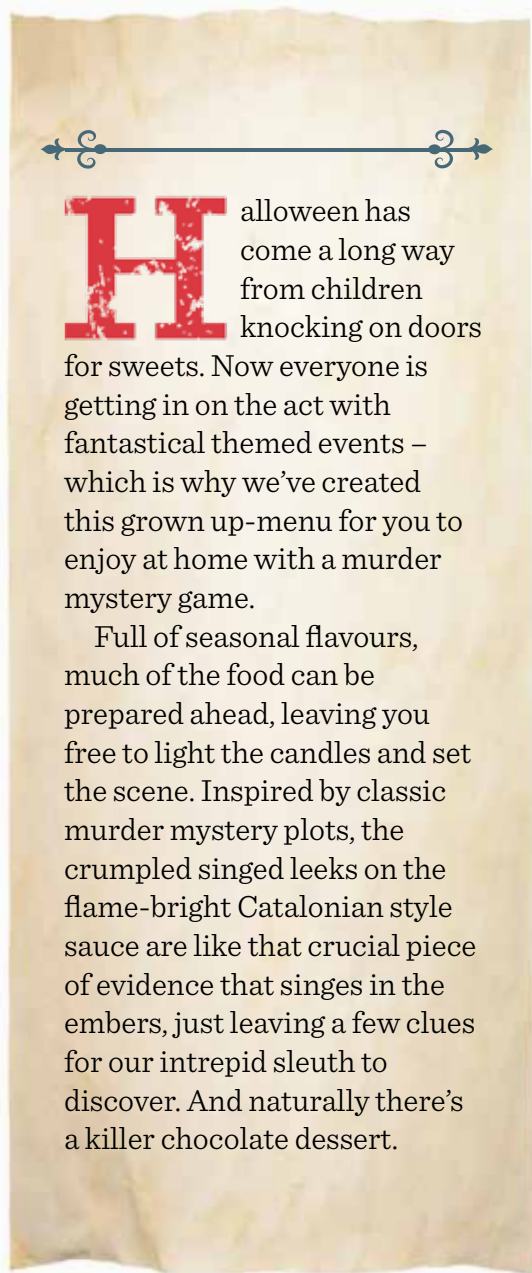 Halloween has
come a long way
from children
knocking on doors
for sweets. Now everyone is
getting in on the act with
fantastical themed events –
which is why we’ve created
this grown up-menu for you to
enjoy at home with a murder
mystery game.
Full of seasonal flavours,
much of the food can be
prepared ahead, leaving you
free to light the candles and set
the scene. Inspired by classic
murder mystery plots, the
crumpled singed leeks on the
flame-bright Catalonian style
sauce are like that crucial piece
of evidence that singes in the
embers, just leaving a few clues
for our intrepid sleuth to
discover. And naturally there’s
a killer chocolate dessert.